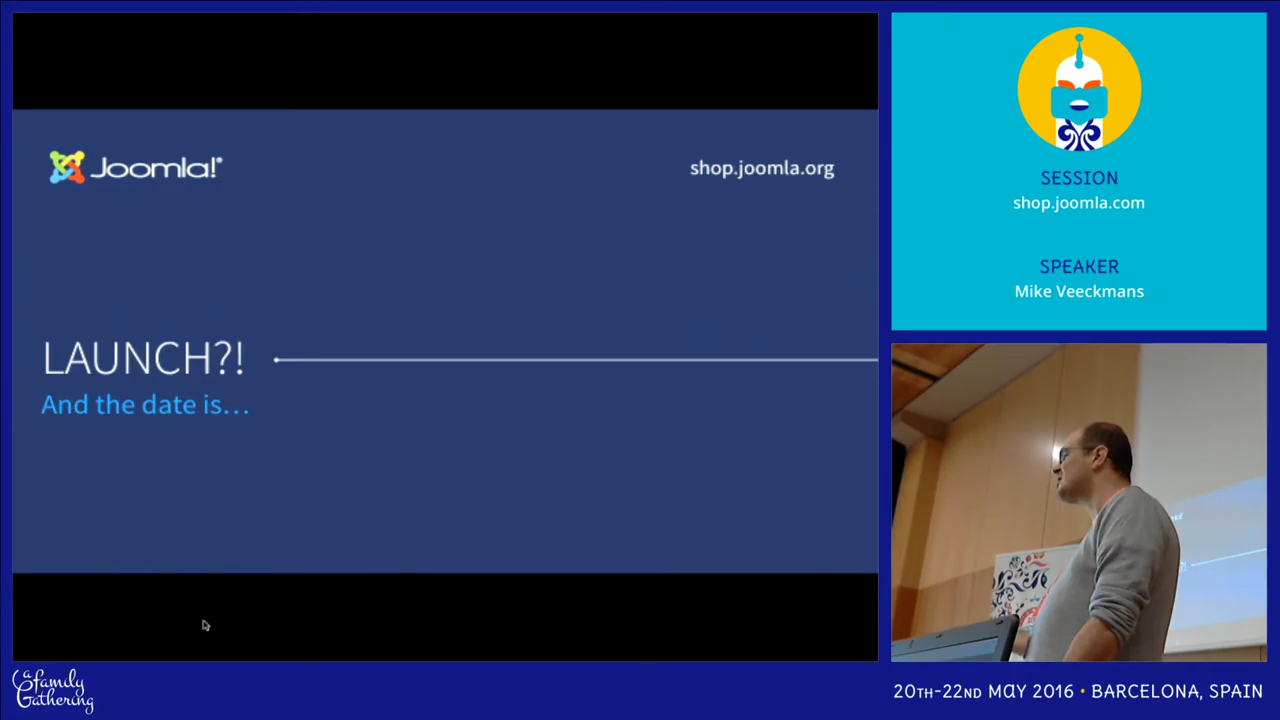 Joomla!®
shop.joomla.org
LAUNCH?!
And the date is...
SESSION
shop.joomla.com
SPEAKER
Mike Veeckmans
a family
Gathering
20TH-22ND MAY 2016 • BARCELONA, SPAIN